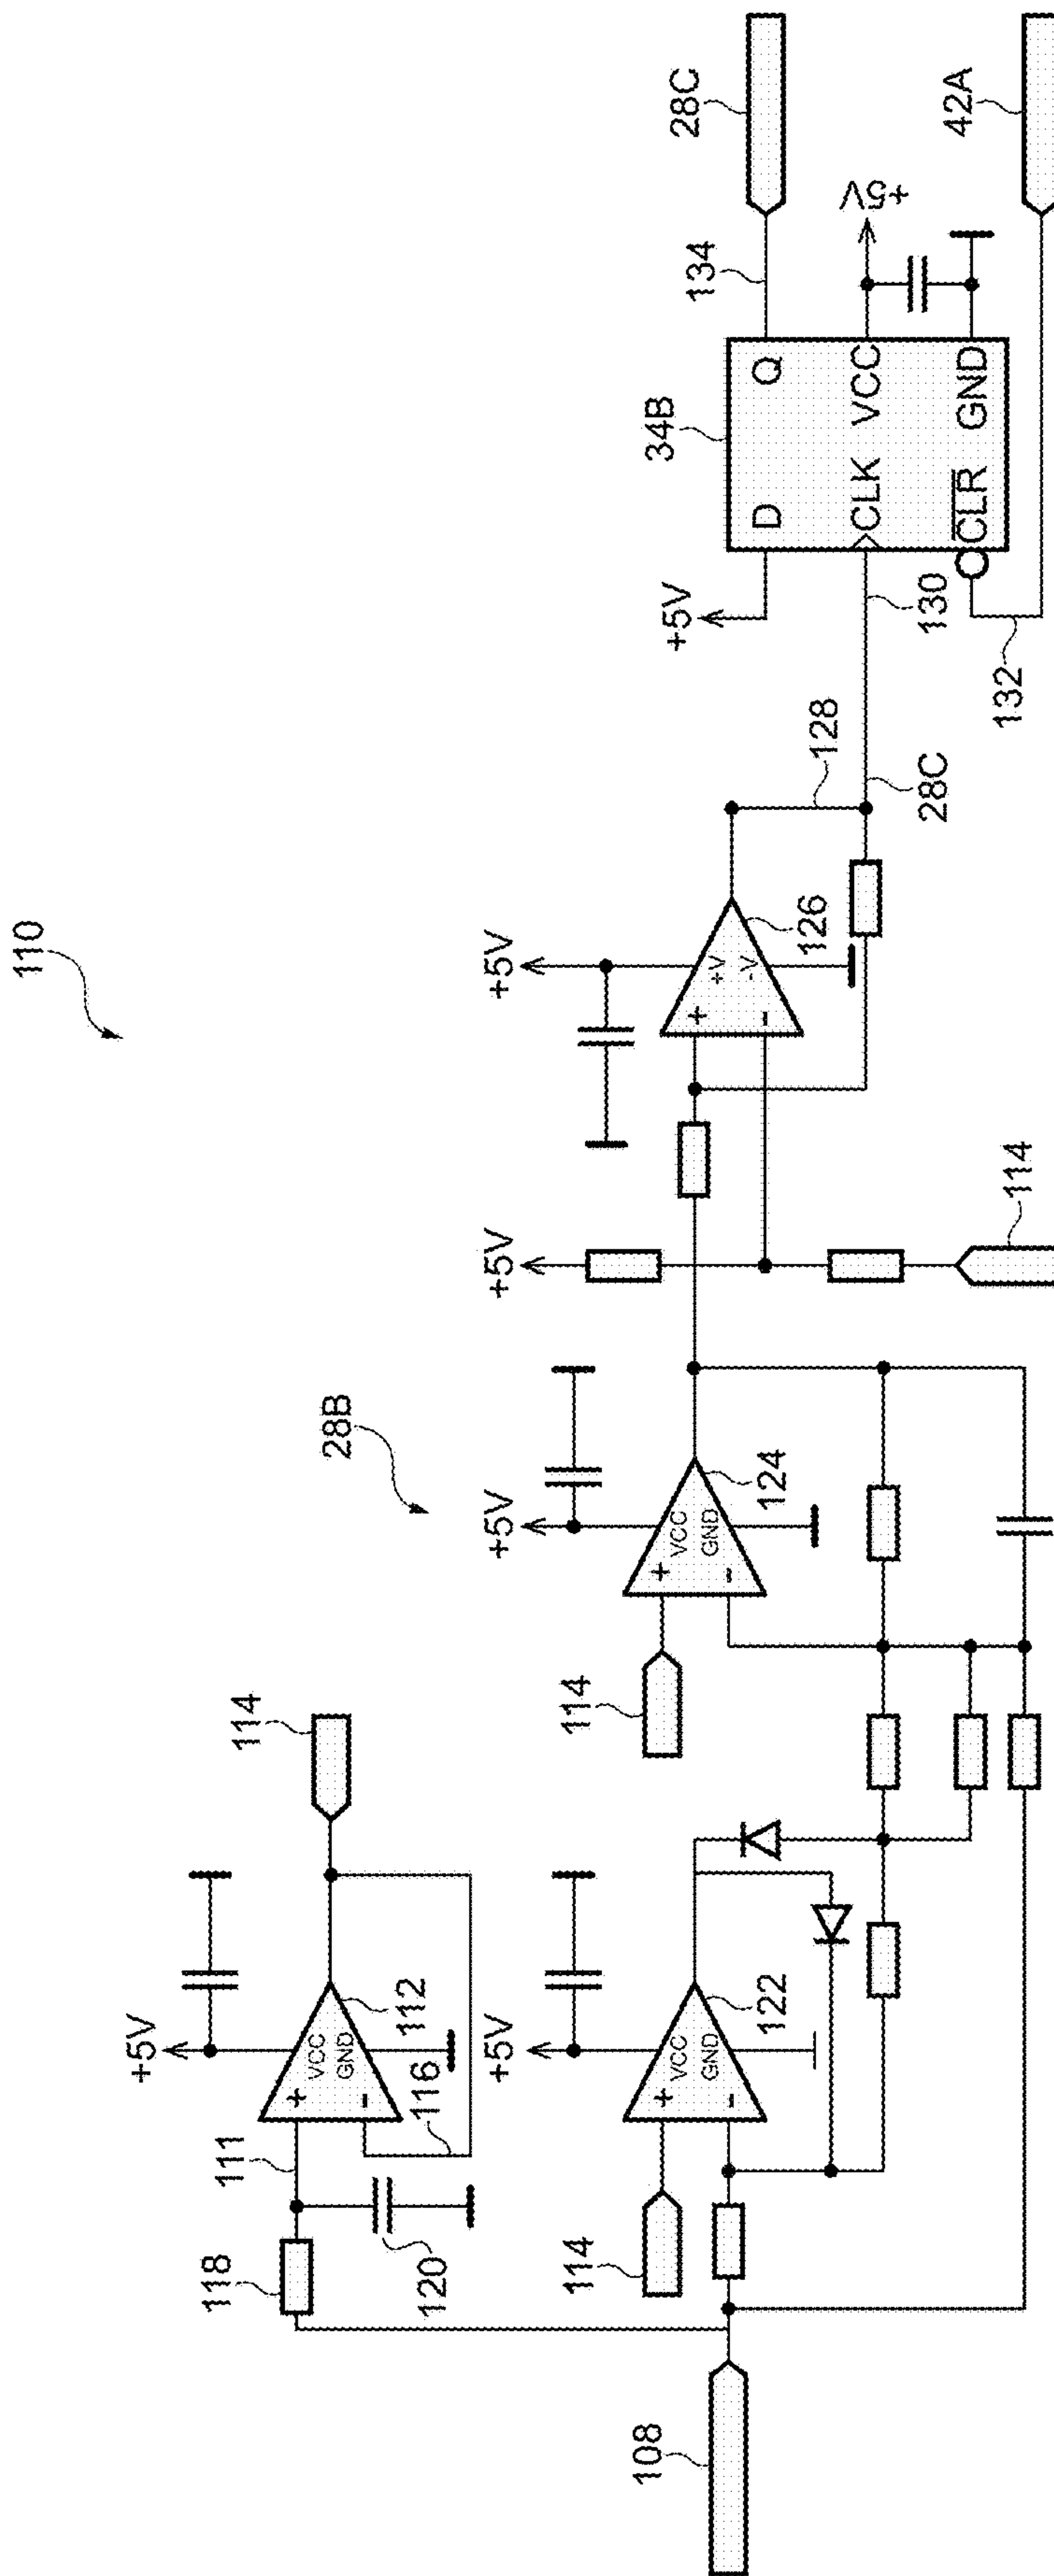 110
28B
+5V
114
112
VCC
GND
+
-
111
116
118
120
+5V
122
VCC
GND
+
-
114
108
+5V
124
VCC
GND
+
-
114
+5V
114
+5V
126
+V
-V
+
-
128
28C
130
132
+5V
34B
D
Q
CLK
VCC
CLR
GND
134
28C
+5V
42A